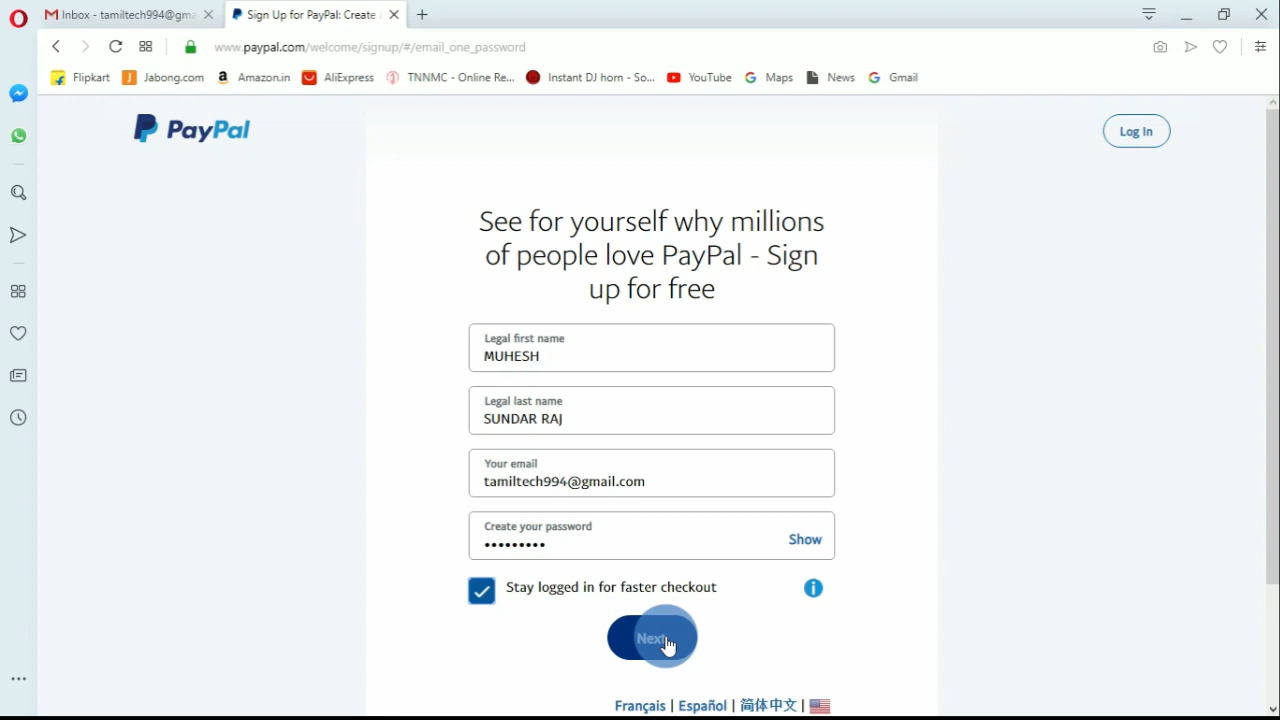 Inbox - tamiltech994@gma
Sign Up for PayPal: Create
www.paypal.com/welcome/signup/#/email_one_password
Flipkart
Jabong.com
Amazon.in
AliExpress
TNNMC - Online Re...
Instant DJ horn - So...
YouTube
Maps
News
Gmail
PayPal
Log In
See for yourself why millions
of people love PayPal - Sign
up for free
Legal first name
MUHESH
Legal last name
SUNDAR RAJ
Your email
tamiltech994@gmail.com
Create your password
•••••••••
Show
Stay logged in for faster checkout
Next
Français | Español | 简体中文 |